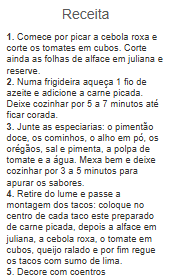 Receita
1. Comece por picar a cebola roxa e
corte os tomates em cubos. Corte
ainda as folhas de alface em juliana e
reserve.
2. Numa frigideira aqueça 1 fio de
azeite e adicione a carne picada.
Deixe cozinhar por 5 a 7 minutos até
ficar corada.
3. Junte as especiarias: o pimentão
doce, os cominhos, o alho em pó, os
orégãos, sal e pimenta, a polpa de
tomate e a água. Mexa bem e deixe
cozinhar por 3 a 5 minutos para
apurar os sabores.
4. Retire do lume e passe a
montagem dos tacos: coloque no
centro de cada taco este preparado
de carne picada, depois a alface em
juliana, a cebola roxa, o tomate em
cubos, queijo ralado e por fim regue
os tacos com sumo de lima.
5. Decore com coentros